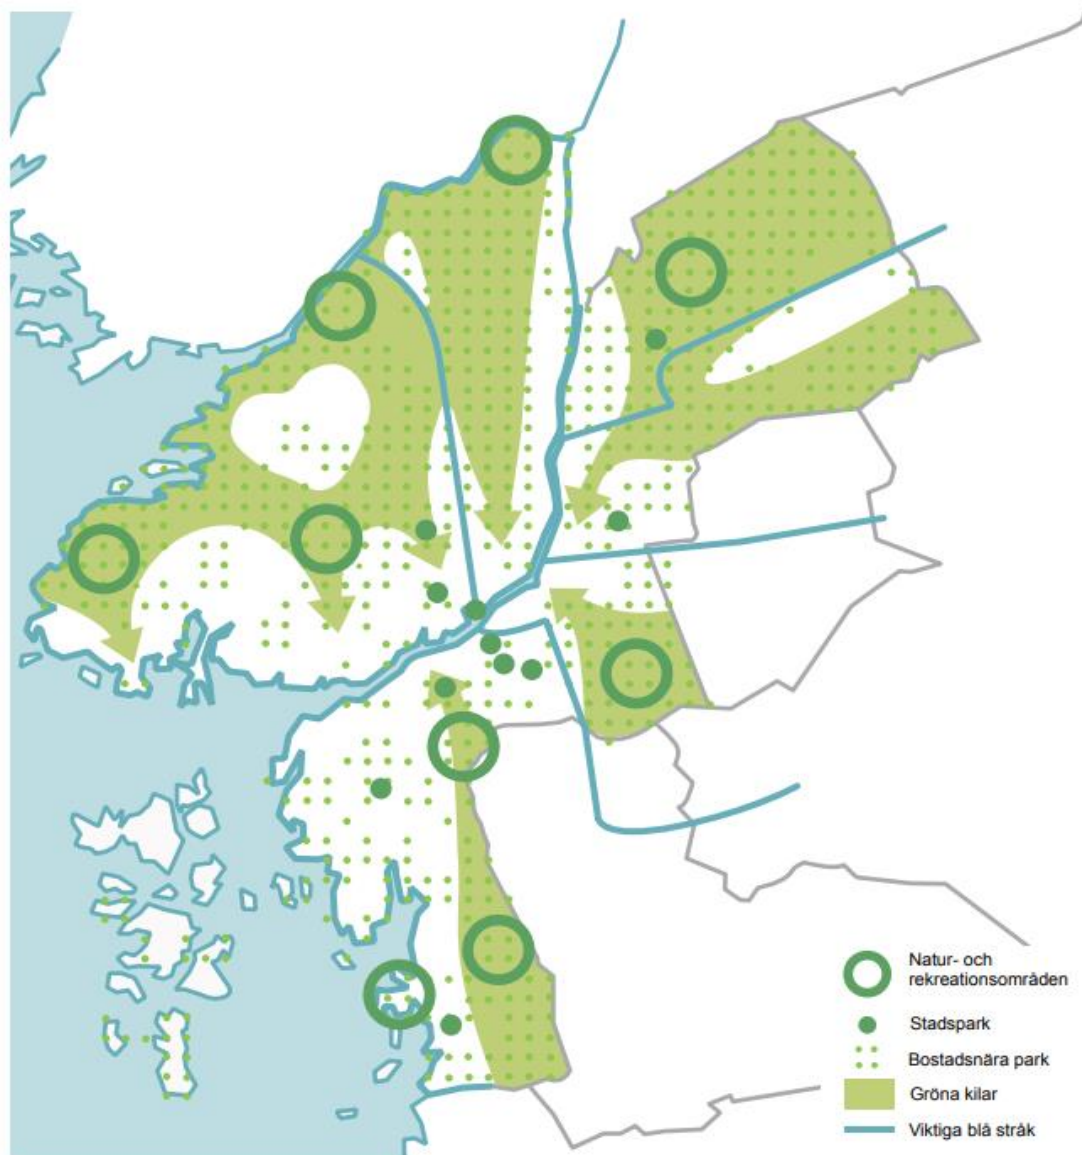 Natur- och
rekreationsområden
Stadspark
Bostadsnära park
Gröna kilar
Viktiga blå stråk